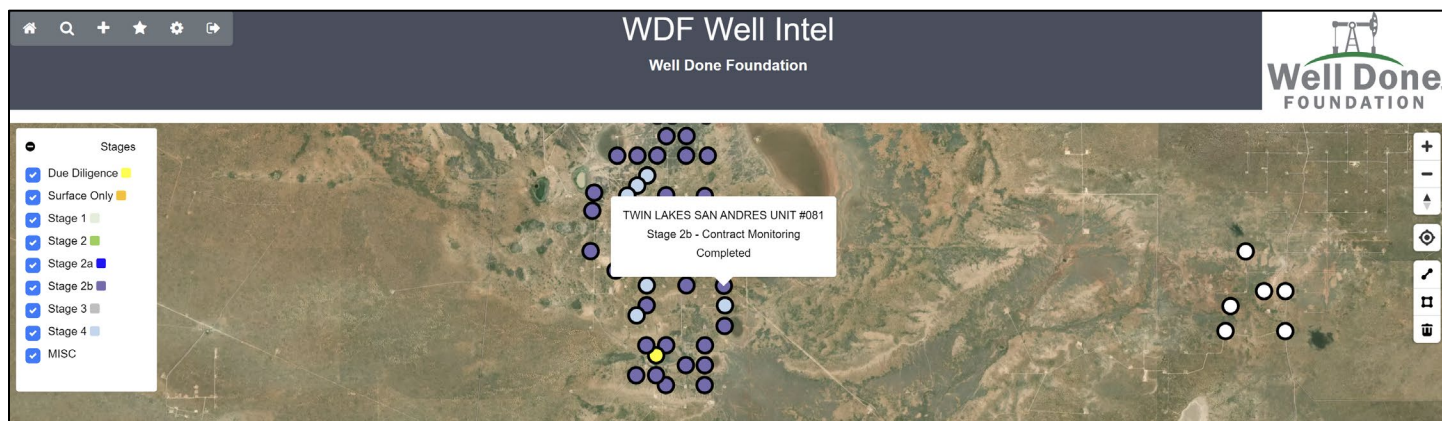 WDF Well Intel
Well Done Foundation
Well Done
FOUNDATION
Stages
Due Diligence
Surface Only
Stage 1
Stage 2
Stage 2a
Stage 2b
Stage 3
Stage 4
MISC
TWIN LAKES SAN ANDRES UNIT #081
Stage 2b - Contract Monitoring
Completed